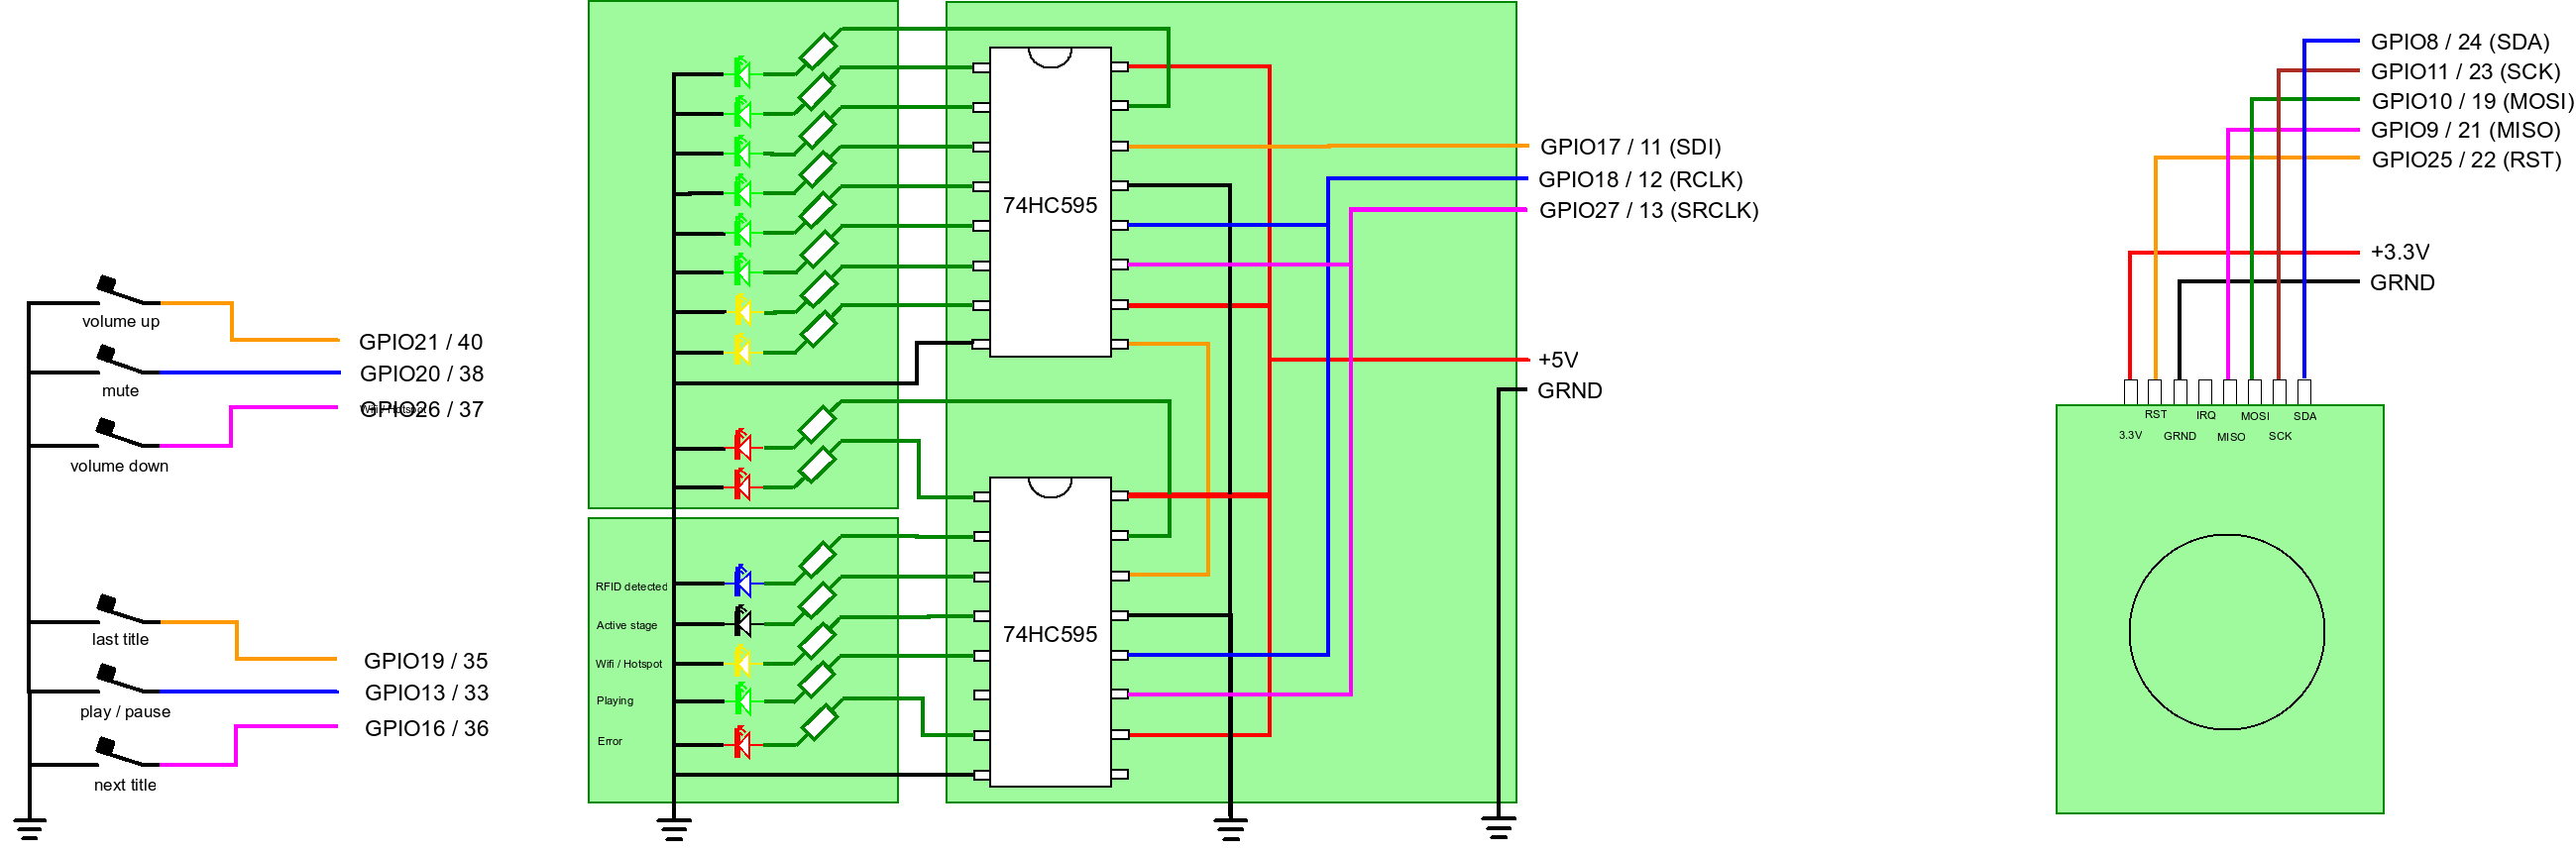 volume up
mute
volume down
GPIO21 / 40
GPIO20 / 38
Wifi / Hotspot
GPIO26 / 37
last title
play / pause
next title
GPIO19 / 35
GPIO13 / 33
GPIO16 / 36
RFID detected
Active stage
Wifi / Hotspot
Playing
Error
74HC595
74HC595
GPIO17 / 11 (SDI)
GPIO18 / 12 (RCLK)
GPIO27 / 13 (SRCLK)
+5V
GRND
GPIO8 / 24 (SDA)
GPIO11 / 23 (SCK)
GPIO10 / 19 (MOSI)
GPIO9 / 21 (MISO)
GPIO25 / 22 (RST)
+3.3V
GRND
RST IRQ MOSI SDA
3.3V GRND MISO SCK